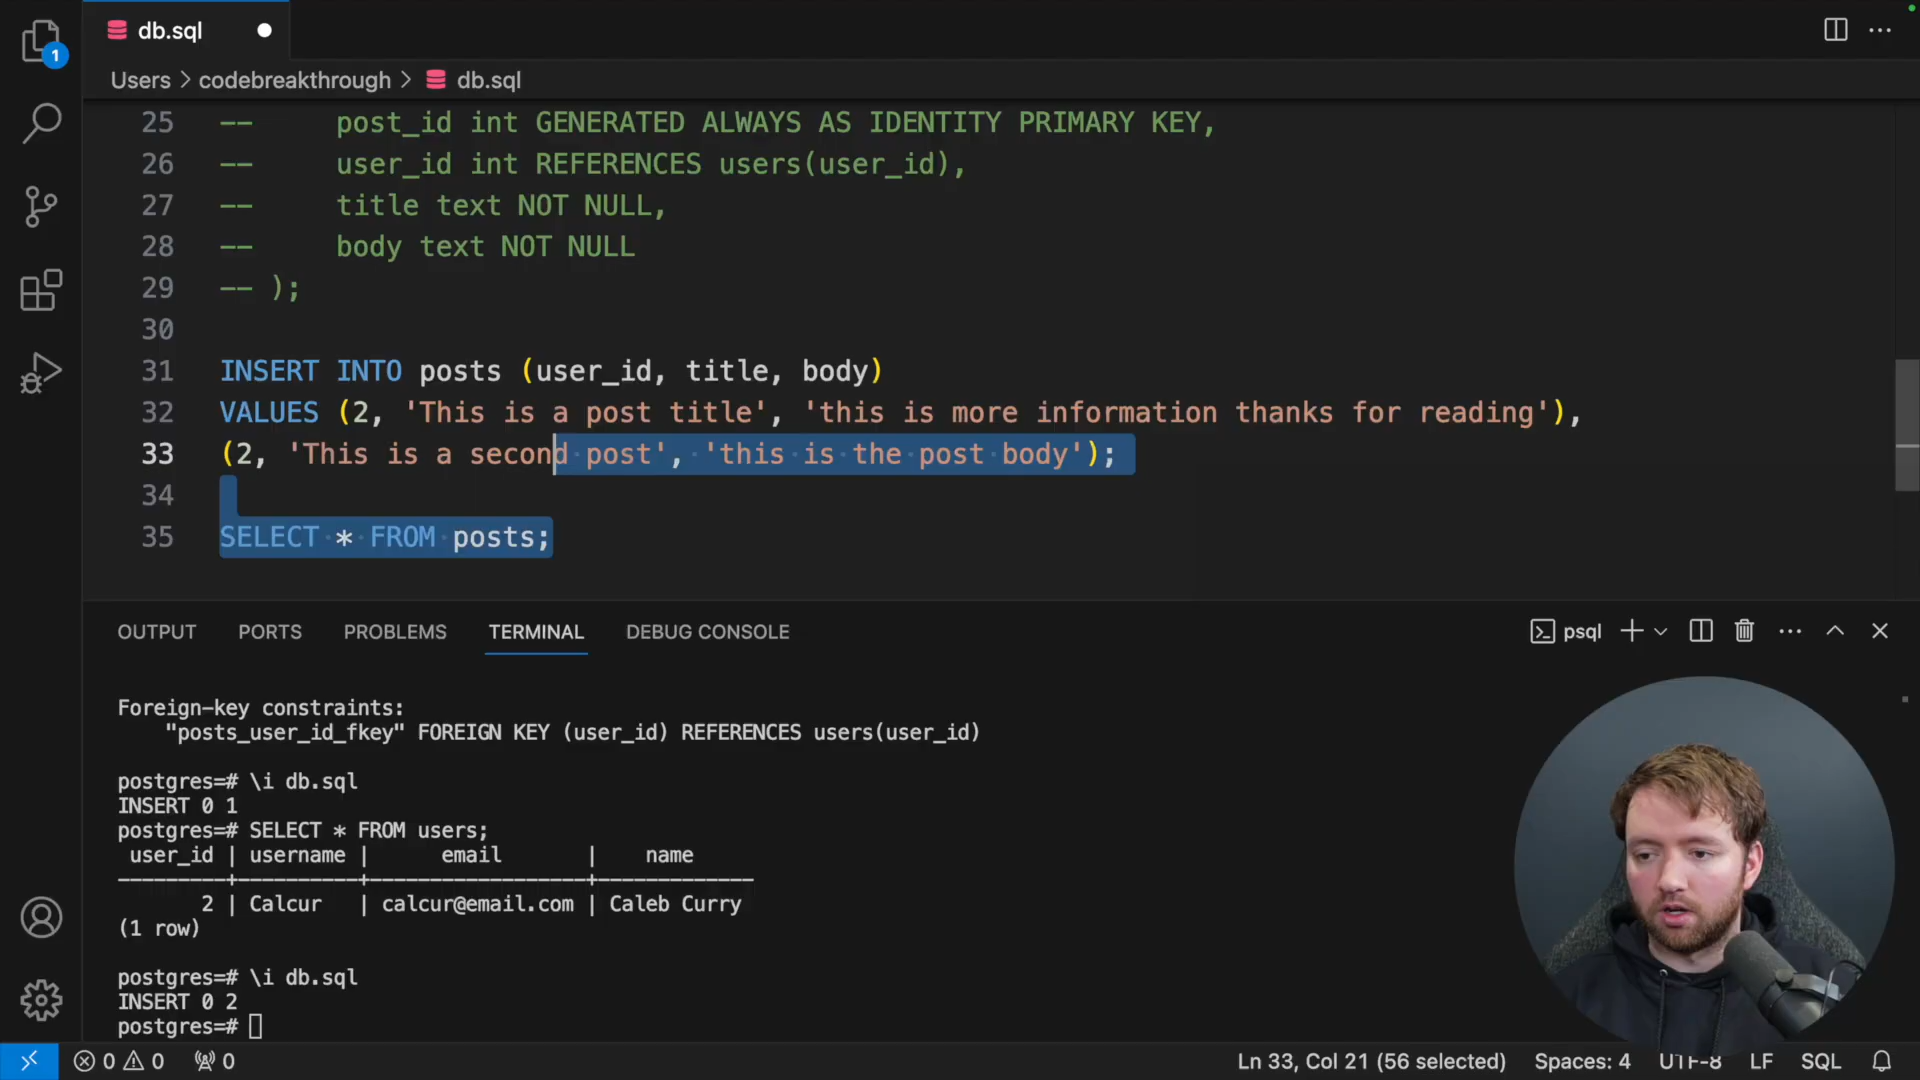 1
db.sql
Users > codebreakthrough > db.sql
25 --     post_id int GENERATED ALWAYS AS IDENTITY PRIMARY KEY,
26 --     user_id int REFERENCES users(user_id),
27 --     title text NOT NULL,
28 --     body text NOT NULL
29 -- );
30
31 INSERT INTO posts (user_id, title, body)
32 VALUES (2, 'This is a post title', 'this is more information thanks for reading'),
33 (2, 'This is a second post', 'this is the post body');
34
35 SELECT * FROM posts;
OUTPUT PORTS PROBLEMS TERMINAL DEBUG CONSOLE psql
Foreign-key constraints:
    "posts_user_id_fkey" FOREIGN KEY (user_id) REFERENCES users(user_id)
postgres=# \i db.sql
INSERT 0 1
postgres=# SELECT * FROM users;
 user_id | username |      email       |    name
---------+----------+------------------+-------------
       2 | Calcur   | calcur@email.com | Caleb Curry
(1 row)
postgres=# \i db.sql
INSERT 0 2
postgres=#
0 0 0 Ln 33, Col 21 (56 selected) Spaces: 4 UTF-8 LF SQL